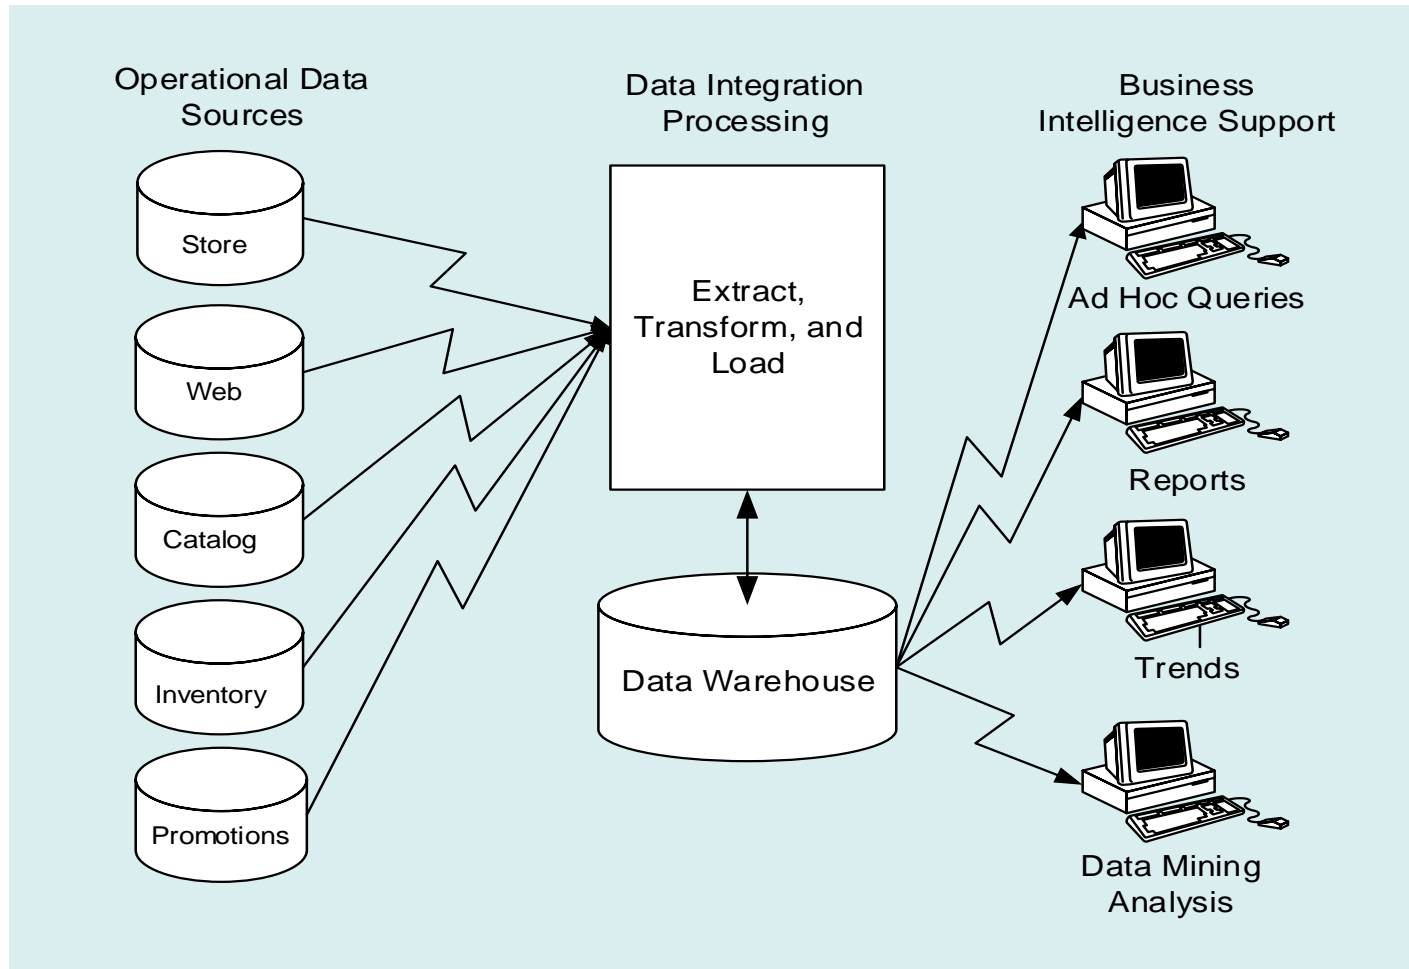 Operational Data
Sources
Store
Web
Catalog
Inventory
Promotions
Data Integration
Processing
Extract,
Transform, and
Load
Data Warehouse
Business
Intelligence Support
Ad Hoc Queries
Reports
Trends
Data Mining
Analysis